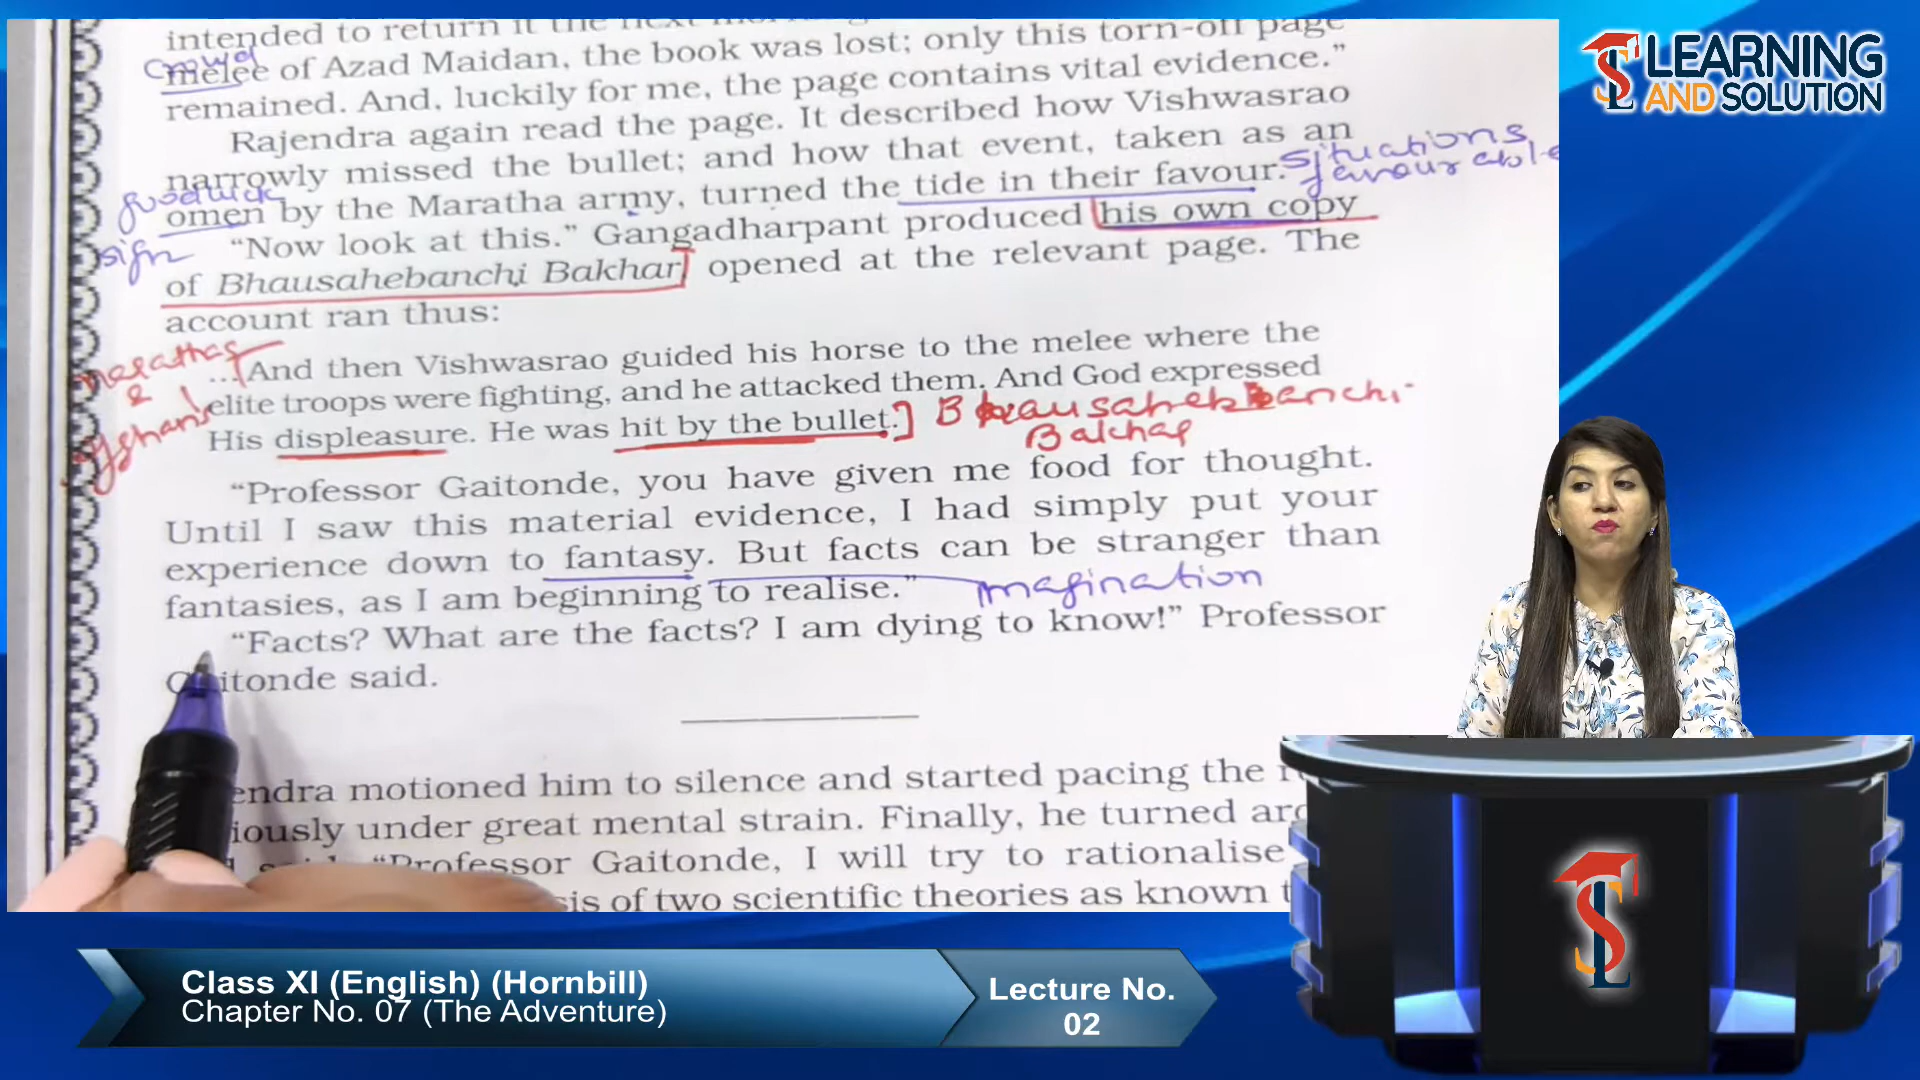 intended to return it the next
crowd
melee of Azad Maidan, the book was lost; only this torn-off page
remained. And, luckily for me, the page contains vital evidence.”
Rajendra again read the page. It described how Vishwasrao
narrowly missed the bullet; and how that event, taken as an
situations
favourable
goodluck
sign
omen by the Maratha army, turned the tide in their favour.
“Now look at this.” Gangadharpant produced his own copy
of Bhausahebanchi Bakhar, opened at the relevant page. The
account ran thus:
marathas
&
Afghans
...And then Vishwasrao guided his horse to the melee where the
elite troops were fighting, and he attacked them. And God expressed
His displeasure. He was hit by the bullet.
Bhausahebanchi
Bakhar
“Professor Gaitonde, you have given me food for thought.
Until I saw this material evidence, I had simply put your
experience down to fantasy. But facts can be stranger than
fantasies, as I am beginning to realise.”
imagination
“Facts? What are the facts? I am dying to know!” Professor
Gaitonde said.
endra motioned him to silence and started pacing the
iously under great mental strain. Finally, he turned
“Professor Gaitonde, I will try to rationalise
sis of two scientific theories as known
LEARNING
AND SOLUTION
Class XI (English) (Hornbill)
Chapter No. 07 (The Adventure)
Lecture No.
02